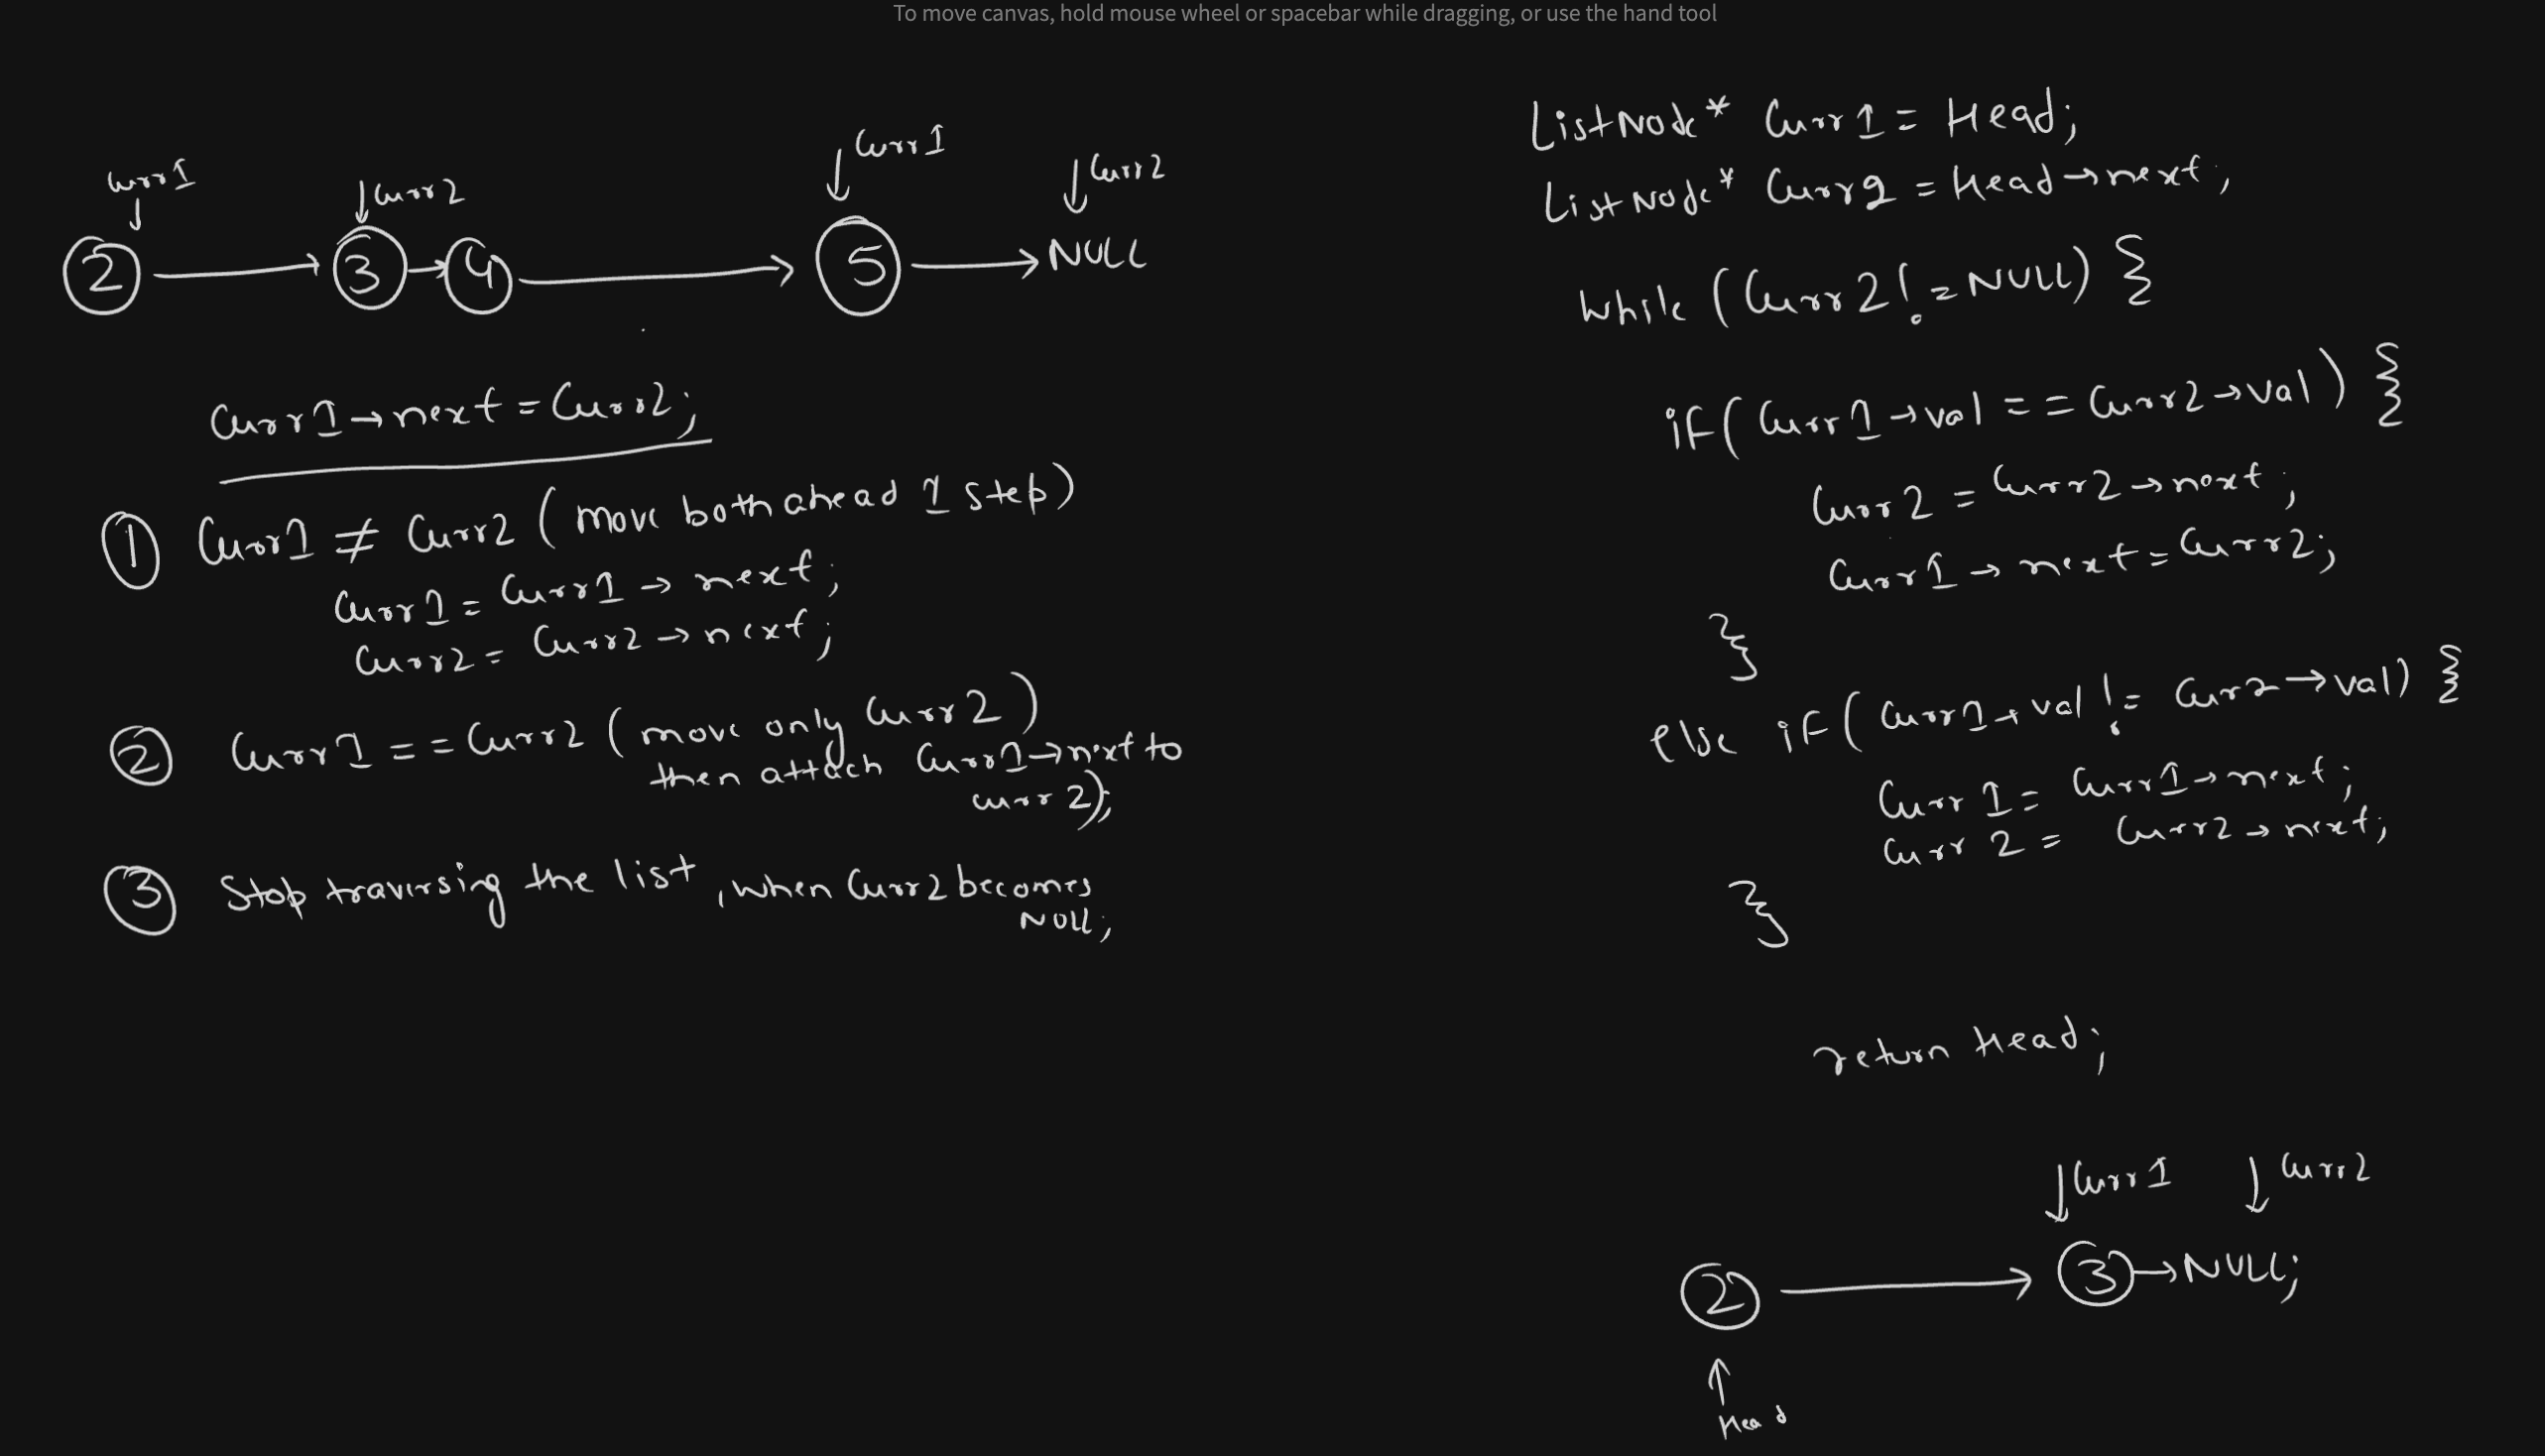 To move canvas, hold mouse wheel or spacebar while dragging, or use the hand tool
Curr1
↓Curr2
↓Curr1
↓Curr2
2 → 3 → 4 → 5 → NULL
Curr1→next = Curr2;
① Curr1 ≠ Curr2 (move both ahead 1 step)
Curr1 = Curr1→next;
Curr2 = Curr2→next;
② Curr1 == Curr2 (move only Curr2)
then attach Curr1→next to
curr2);
③ Stop traversing the list, when Curr2 becomes
NULL;
ListNode* Curr1 = Head;
ListNode* Curr2 = Head→next;
while (Curr2 != NULL) {
if (Curr1→val == Curr2→val) {
Curr2 = Curr2→next;
Curr1→next = Curr2;
}
else if (Curr1→val != Curr2→val) {
Curr1 = Curr1→next;
Curr2 = Curr2→next;
}
return Head;
↓Curr1 ↓Curr2
2 → 3 → NULL;
↑
Head